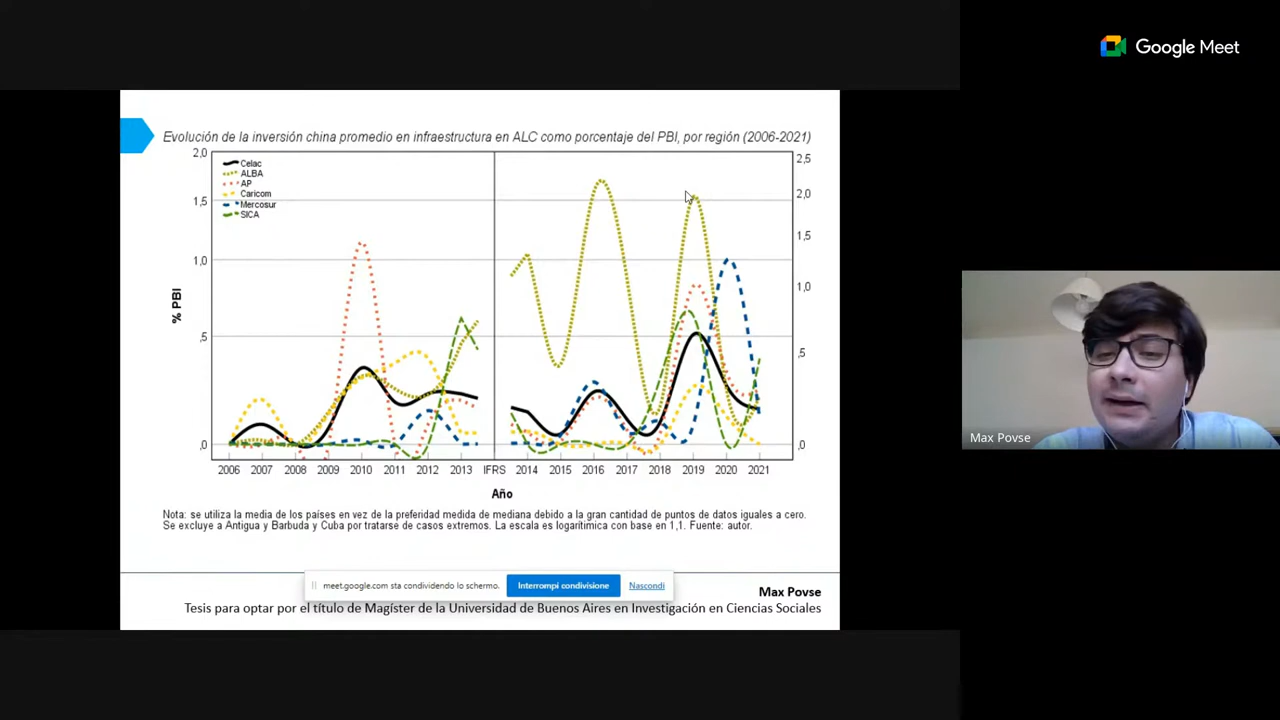 Google Meet
Evolución de la inversión china promedio en infraestructura en ALC como porcentaje del PBI, por región (2006-2021)
2,0
1,5
1,0
,5
,0
% PBI
Celac
ALBA
AP
Caricom
Mercosur
SICA
2,5
2,0
1,5
1,0
,5
,0
2006 2007 2008 2009 2010 2011 2012 2013 IFRS 2014 2015 2016 2017 2018 2019 2020 2021
Año
Nota: se utiliza la media de los países en vez de la preferidad medida de mediana debido a la gran cantidad de puntos de datos iguales a cero.
Se excluye a Antigua y Barbuda y Cuba por tratarse de casos extremos. La escala es logarítmica con base en 1,1. Fuente: autor.
meet.google.com sta condividendo lo schermo. Interrompi condivisione Nascondi
Max Povse
Tesis para optar por el título de Magíster de la Universidad de Buenos Aires en Investigación en Ciencias Sociales
Max Povse